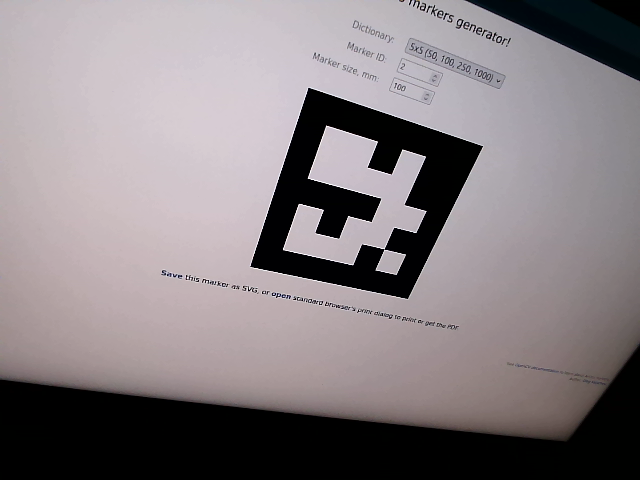 markers generator!
Dictionary: 5x5 (50, 100, 250, 1000)
Marker ID: 2
Marker size, mm: 100
Save this marker as SVG, or open standard browser's print dialog to print or get the PDF.